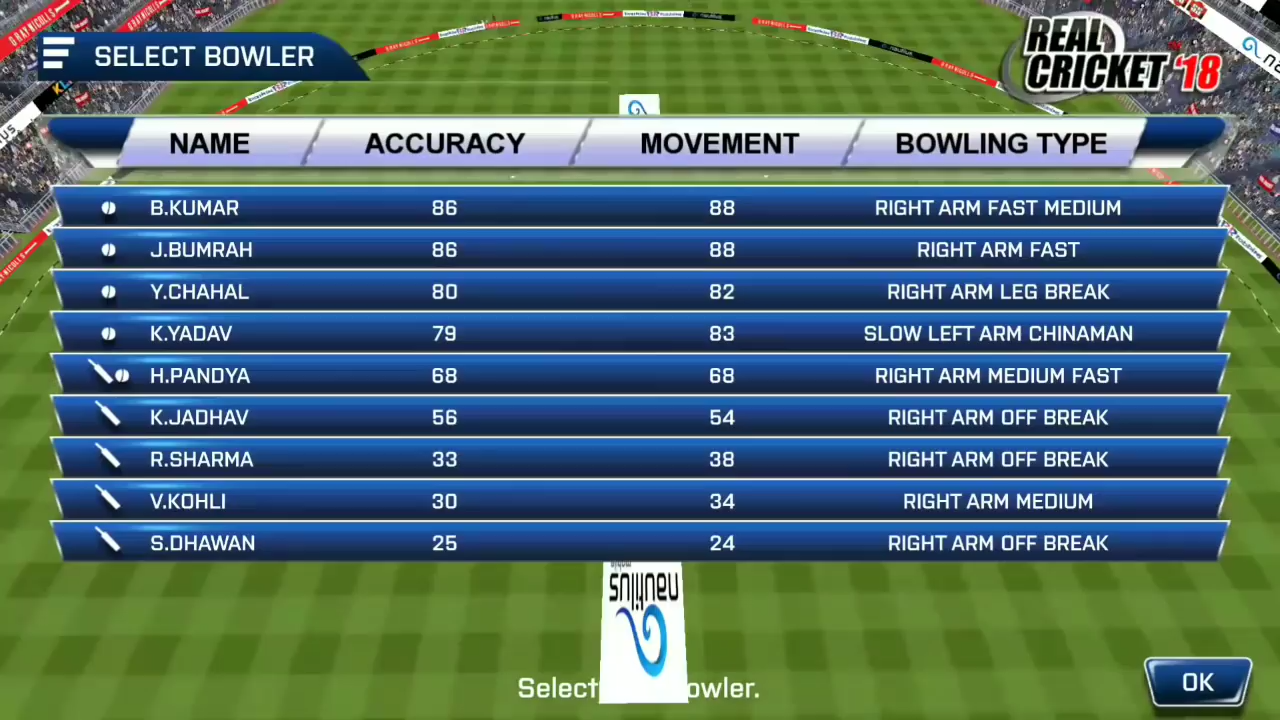 SELECT BOWLER
REAL
CRICKET '18
NAME ACCURACY MOVEMENT BOWLING TYPE
B.KUMAR 86 88 RIGHT ARM FAST MEDIUM
J.BUMRAH 86 88 RIGHT ARM FAST
Y.CHAHAL 80 82 RIGHT ARM LEG BREAK
K.YADAV 79 83 SLOW LEFT ARM CHINAMAN
H.PANDYA 68 68 RIGHT ARM MEDIUM FAST
K.JADHAV 56 54 RIGHT ARM OFF BREAK
R.SHARMA 33 38 RIGHT ARM OFF BREAK
V.KOHLI 30 34 RIGHT ARM MEDIUM
S.DHAWAN 25 24 RIGHT ARM OFF BREAK
nautilus
mobile
Select owler.
OK